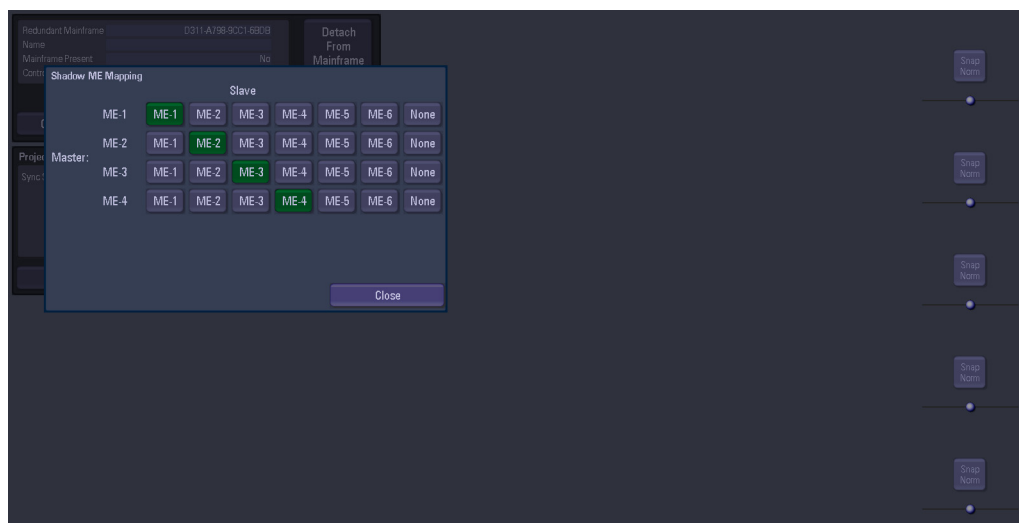 Redundant Mainframe D311-A798-9CC1-6BDB
Name
Mainframe Present No
Contr
Detach
From
Mainframe
Shadow ME Mapping
Slave
ME-1 ME-1 ME-2 ME-3 ME-4 ME-5 ME-6 None
ME-2 ME-1 ME-2 ME-3 ME-4 ME-5 ME-6 None
Master:
ME-3 ME-1 ME-2 ME-3 ME-4 ME-5 ME-6 None
ME-4 ME-1 ME-2 ME-3 ME-4 ME-5 ME-6 None
Close
Projec
Sync S
Snap
Norm
Snap
Norm
Snap
Norm
Snap
Norm
Snap
Norm